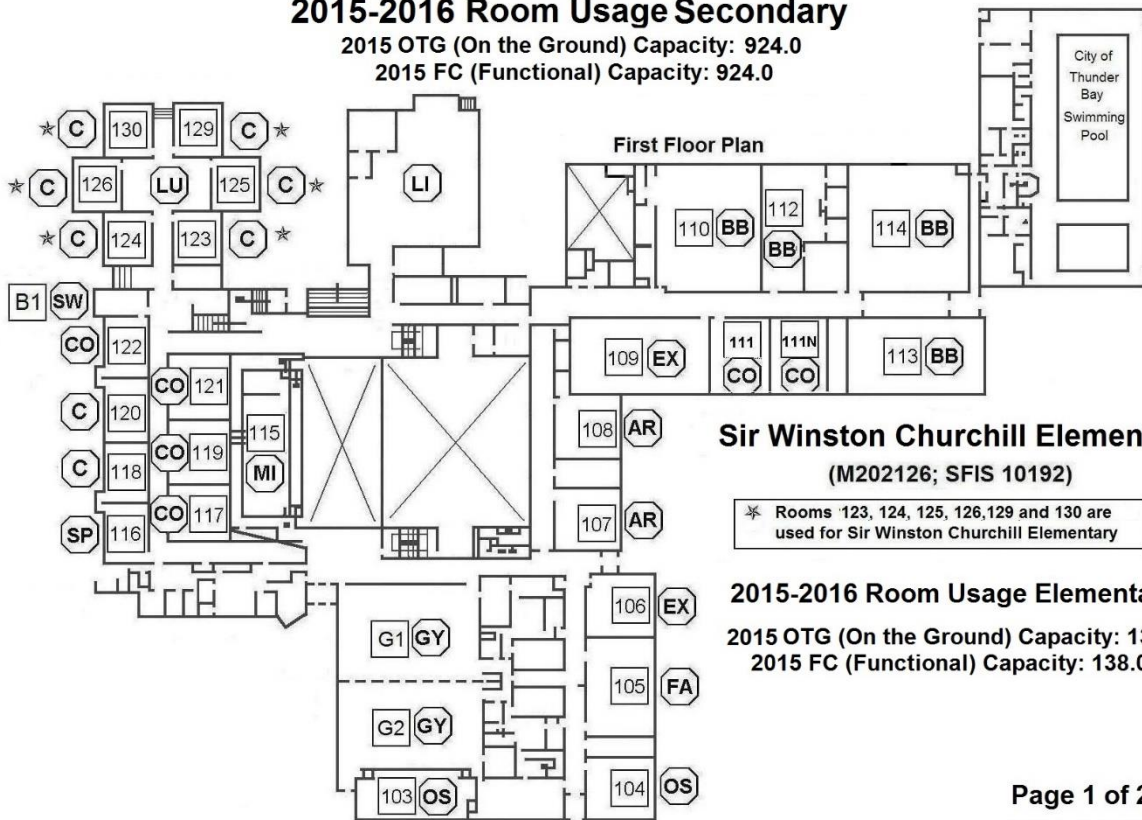 2015-2016 Room Usage Secondary
2015 OTG (On the Ground) Capacity: 924.0
2015 FC (Functional) Capacity: 924.0
City of
Thunder
Bay
Swimming
Pool
First Floor Plan
C 130 129 C
C 126 LU 125 C
C 124 123 C
LI
110 BB
112
BB
114 BB
B1 SW
CO 122
CO 121
C 120
CO 119
C 118
CO 117
SP 116
115
MI
109 EX
111
CO
111N
CO
113 BB
108 AR
107 AR
Sir Winston Churchill Elemen
(M202126; SFIS 10192)
Rooms 123, 124, 125, 126,129 and 130 are
used for Sir Winston Churchill Elementary
2015-2016 Room Usage Elementa
2015 OTG (On the Ground) Capacity: 13
2015 FC (Functional) Capacity: 138.0
G1 GY
G2 GY
103 OS
106 EX
105 FA
104 OS
Page 1 of 2